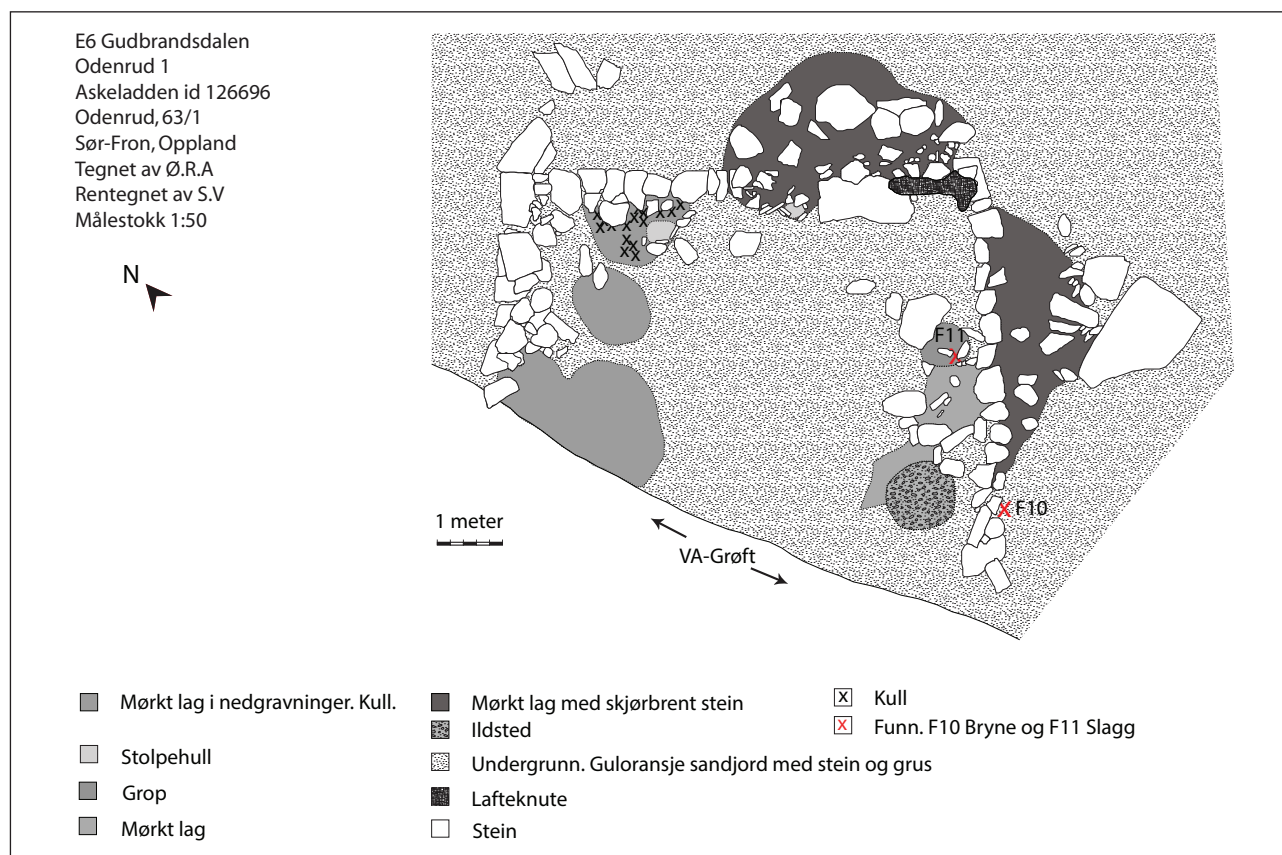 E6 Gudbrandsdalen
Odenrud 1
Askeladden id 126696
Odenrud, 63/1
Sør-Fron, Oppland
Tegnet av Ø.R.A
Rentegnet av S.V
Målestokk 1:50
N
F11
F10
1 meter
VA-Grøft
Mørkt lag i nedgravninger. Kull.
Stolpehull
Grop
Mørkt lag
Mørkt lag med skjørbrent stein
Ildsted
Undergrunn. Guloransje sandjord med stein og grus
Lafteknute
Stein
x Kull
x Funn. F10 Bryne og F11 Slagg